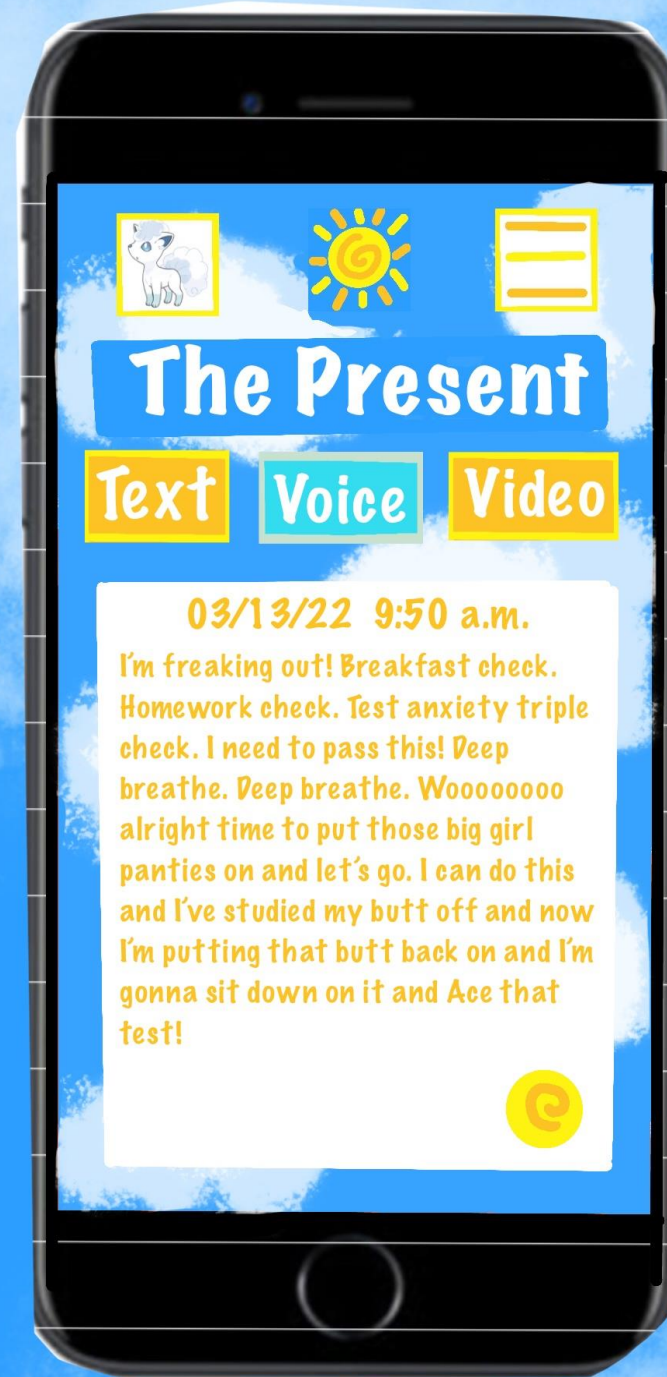 The Present
Text Voice Video
03/13/22 9:50 a.m.
I'm freaking out! Breakfast check.
Homework check. Test anxiety triple
check. I need to pass this! Deep
breathe. Deep breathe. Woooooooo
alright time to put those big girl
panties on and let's go. I can do this
and I've studied my butt off and now
I'm putting that butt back on and I'm
gonna sit down on it and Ace that
test!